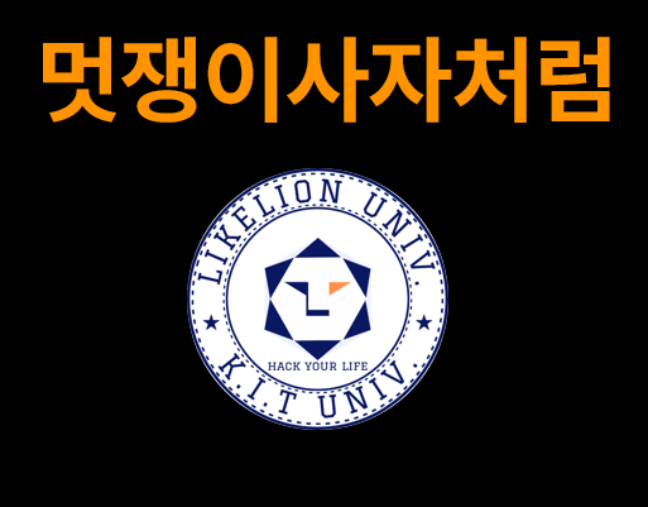 멋쟁이사자처럼
LIKELION UNIV.
HACK YOUR LIFE
K.I.T UNIV.